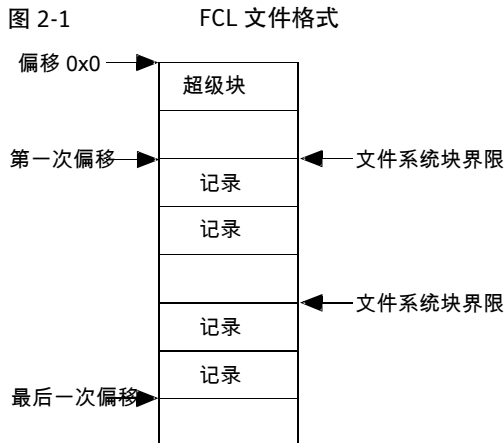 图 2-1 FCL 文件格式
偏移 0x0
超级块
第一次偏移 文件系统块界限
记录
记录
文件系统块界限
记录
记录
最后一次偏移